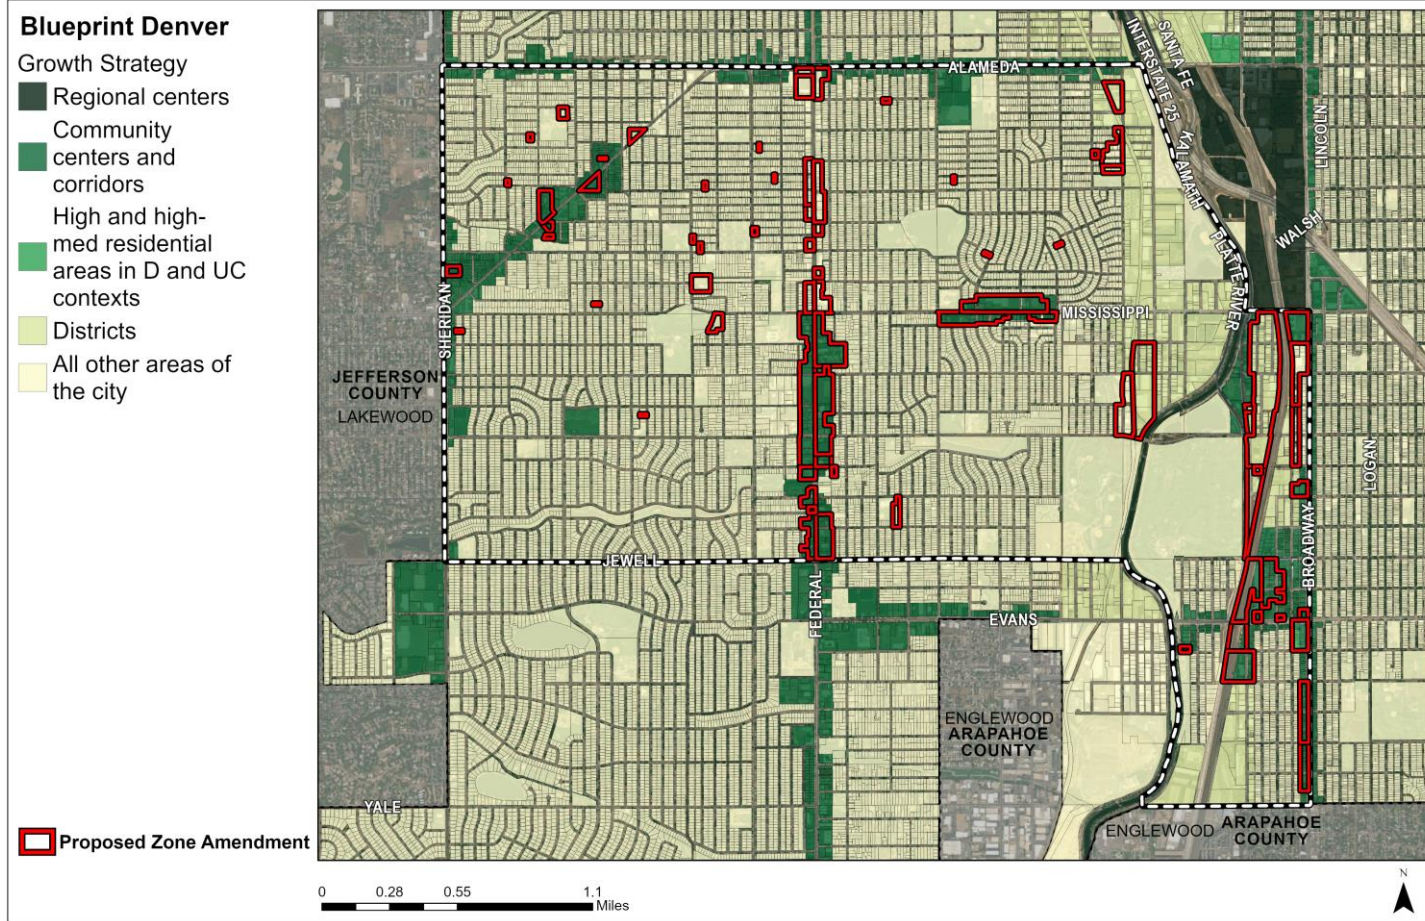 Blueprint Denver
Growth Strategy
Regional centers
Community
centers and
corridors
High and high-
med residential
areas in D and UC
contexts
Districts
All other areas of
the city
Proposed Zone Amendment
ALAMEDA
INTERSTATE 25
SANTA FE
KALAMATH
PLATTE RIVER
LINCOLN
WALSH
SHERIDAN
MISSISSIPPI
JEFFERSON
COUNTY
LAKEWOOD
LOGAN
BROADWAY
JEWELL
FEDERAL
EVANS
ENGLEWOOD
ARAPAHOE
COUNTY
YALE
ENGLEWOOD
ARAPAHOE
COUNTY
0 0.28 0.55 1.1
Miles
N